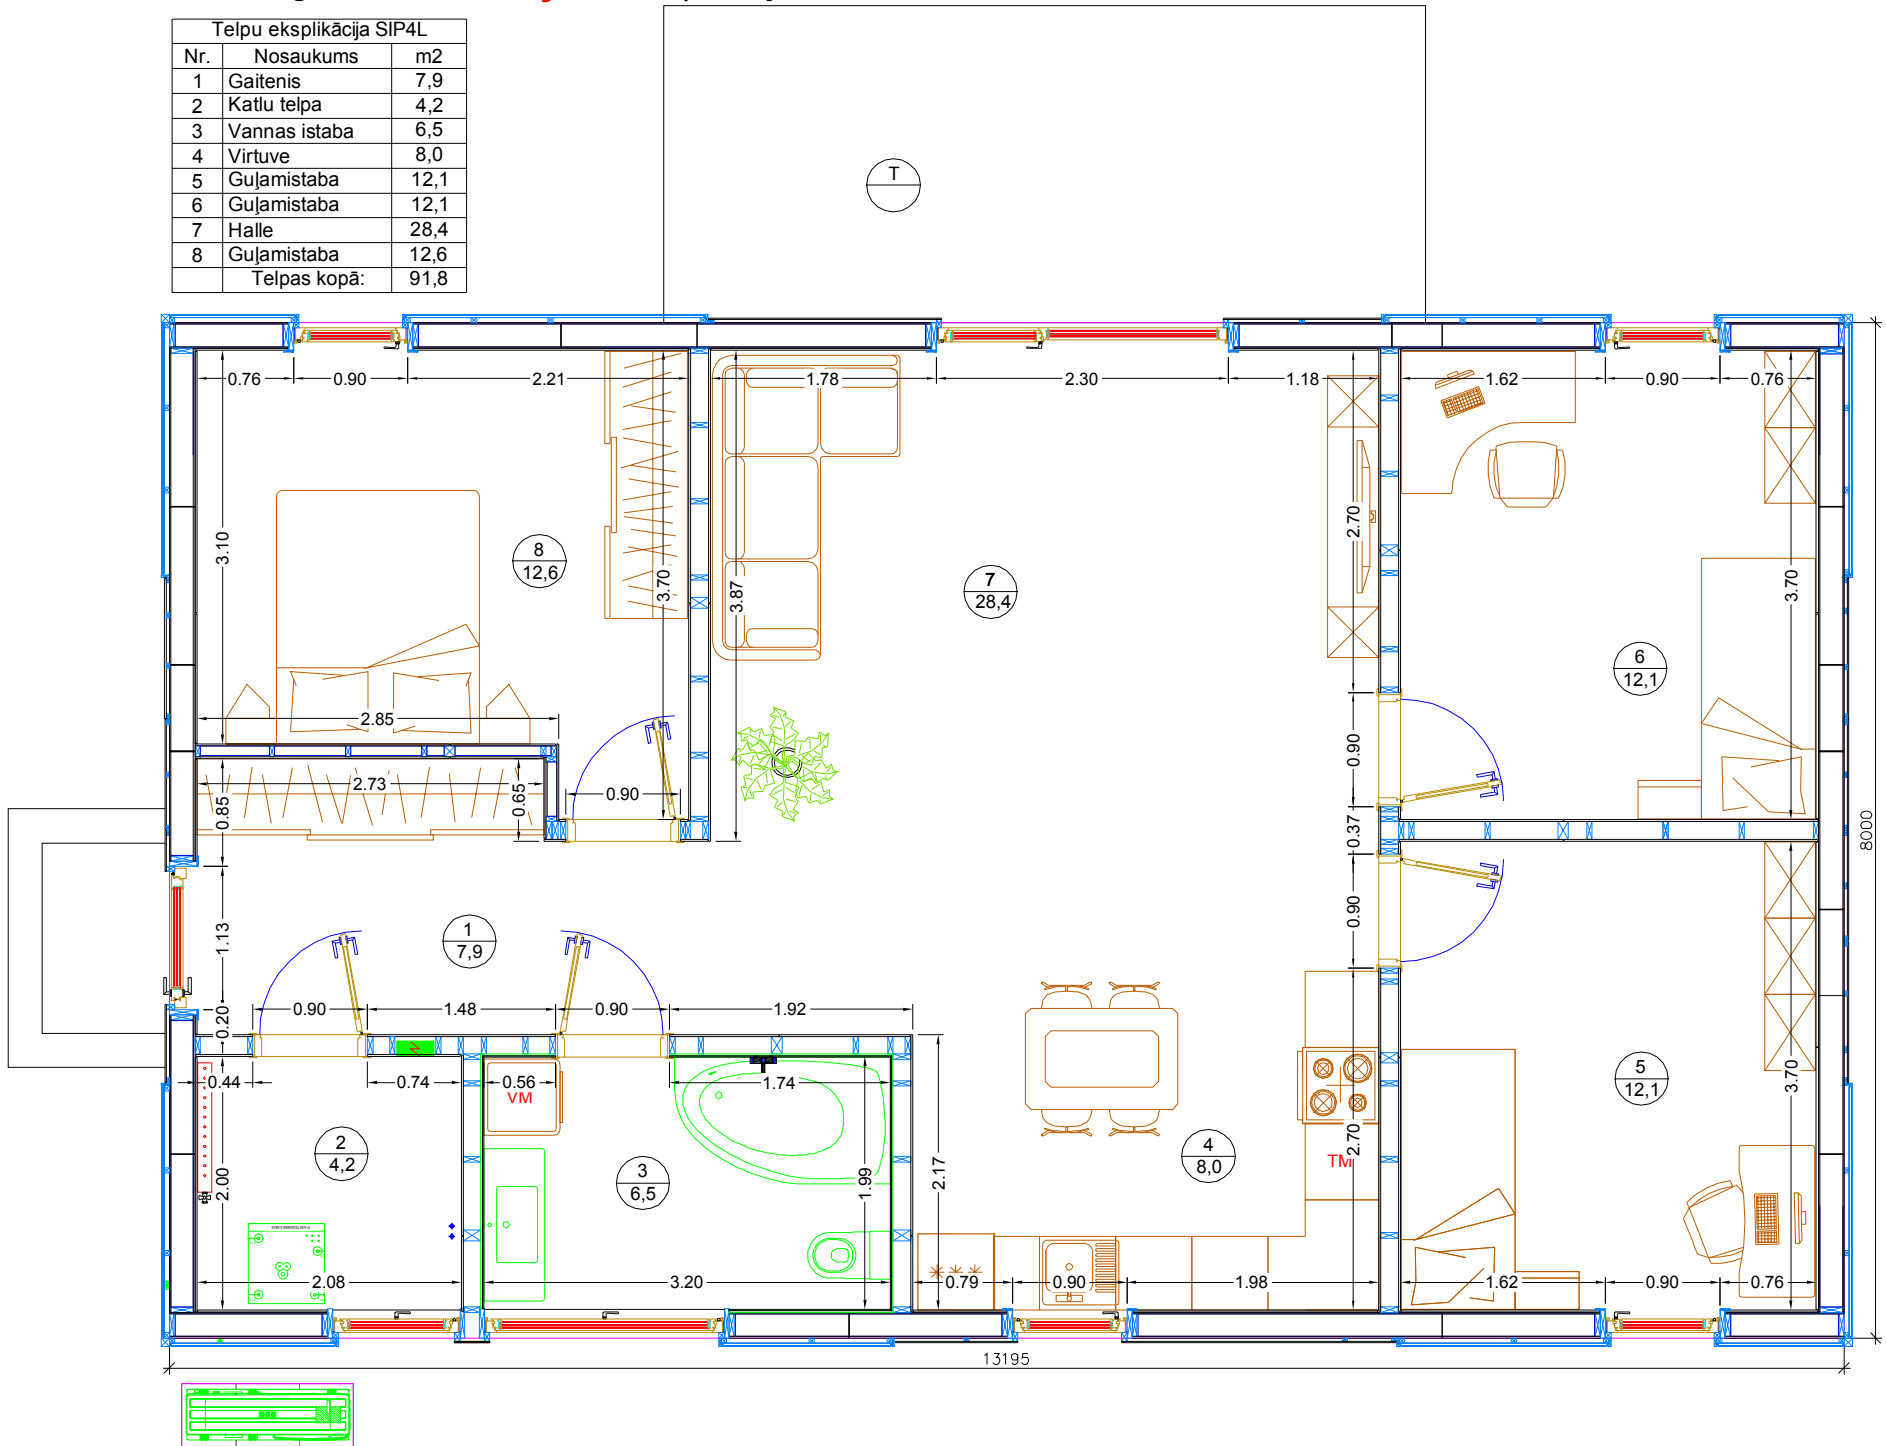 Telpu eksplikācija SIP4L
Nr. Nosaukums m2
1 Gaitenis 7,9
2 Katlu telpa 4,2
3 Vannas istaba 6,5
4 Virtuve 8,0
5 Guļamistaba 12,1
6 Guļamistaba 12,1
7 Halle 28,4
8 Guļamistaba 12,6
Telpas kopā: 91,8
T
0.76 0.90 2.21 1.78 2.30 1.18 1.62 0.90 0.76
3.10
8
12,6
3.70
3.87
7
28,4
2.70
3.70
6
12,1
2.85
0.90
2.73
0.65
0.90
0.85
0.37
8000
1
7,9
1.13
0.90
0.20
0.90 1.48 0.90 1.92
0.44 0.74 0.56 1.74
VM
5
12,1
3.70
2
4,2
3
6,5
4
8,0
2.70
TM
2.00
1.99
2.17
2.08 3.20 0.79 0.90 1.98 1.62 0.90 0.76
13195